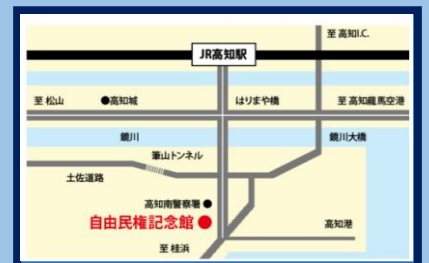 至 高知I.C.
JR高知駅
至 松山
●高知城
はりまや橋
至 高知龍馬空港
鏡川
鏡川大橋
筆山トンネル
土佐道路
高知南警察署●
自由民権記念館●
高知港
至 桂浜